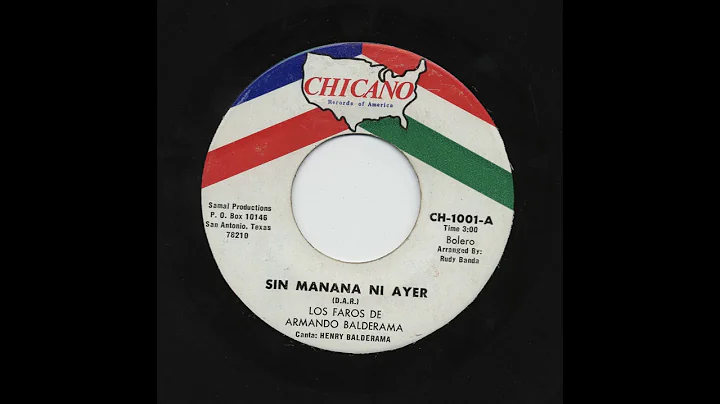 CHICANO
Records of America
Samal Productions
P. O. Box 10146
San Antonio, Texas
78210
CH-1001-A
Time 3:00
Bolero
Arranged By:
Rudy Banda
SIN MANANA NI AYER
(D.A.R.)
LOS FAROS DE
ARMANDO BALDERAMA
Canta: HENRY BALDERAMA